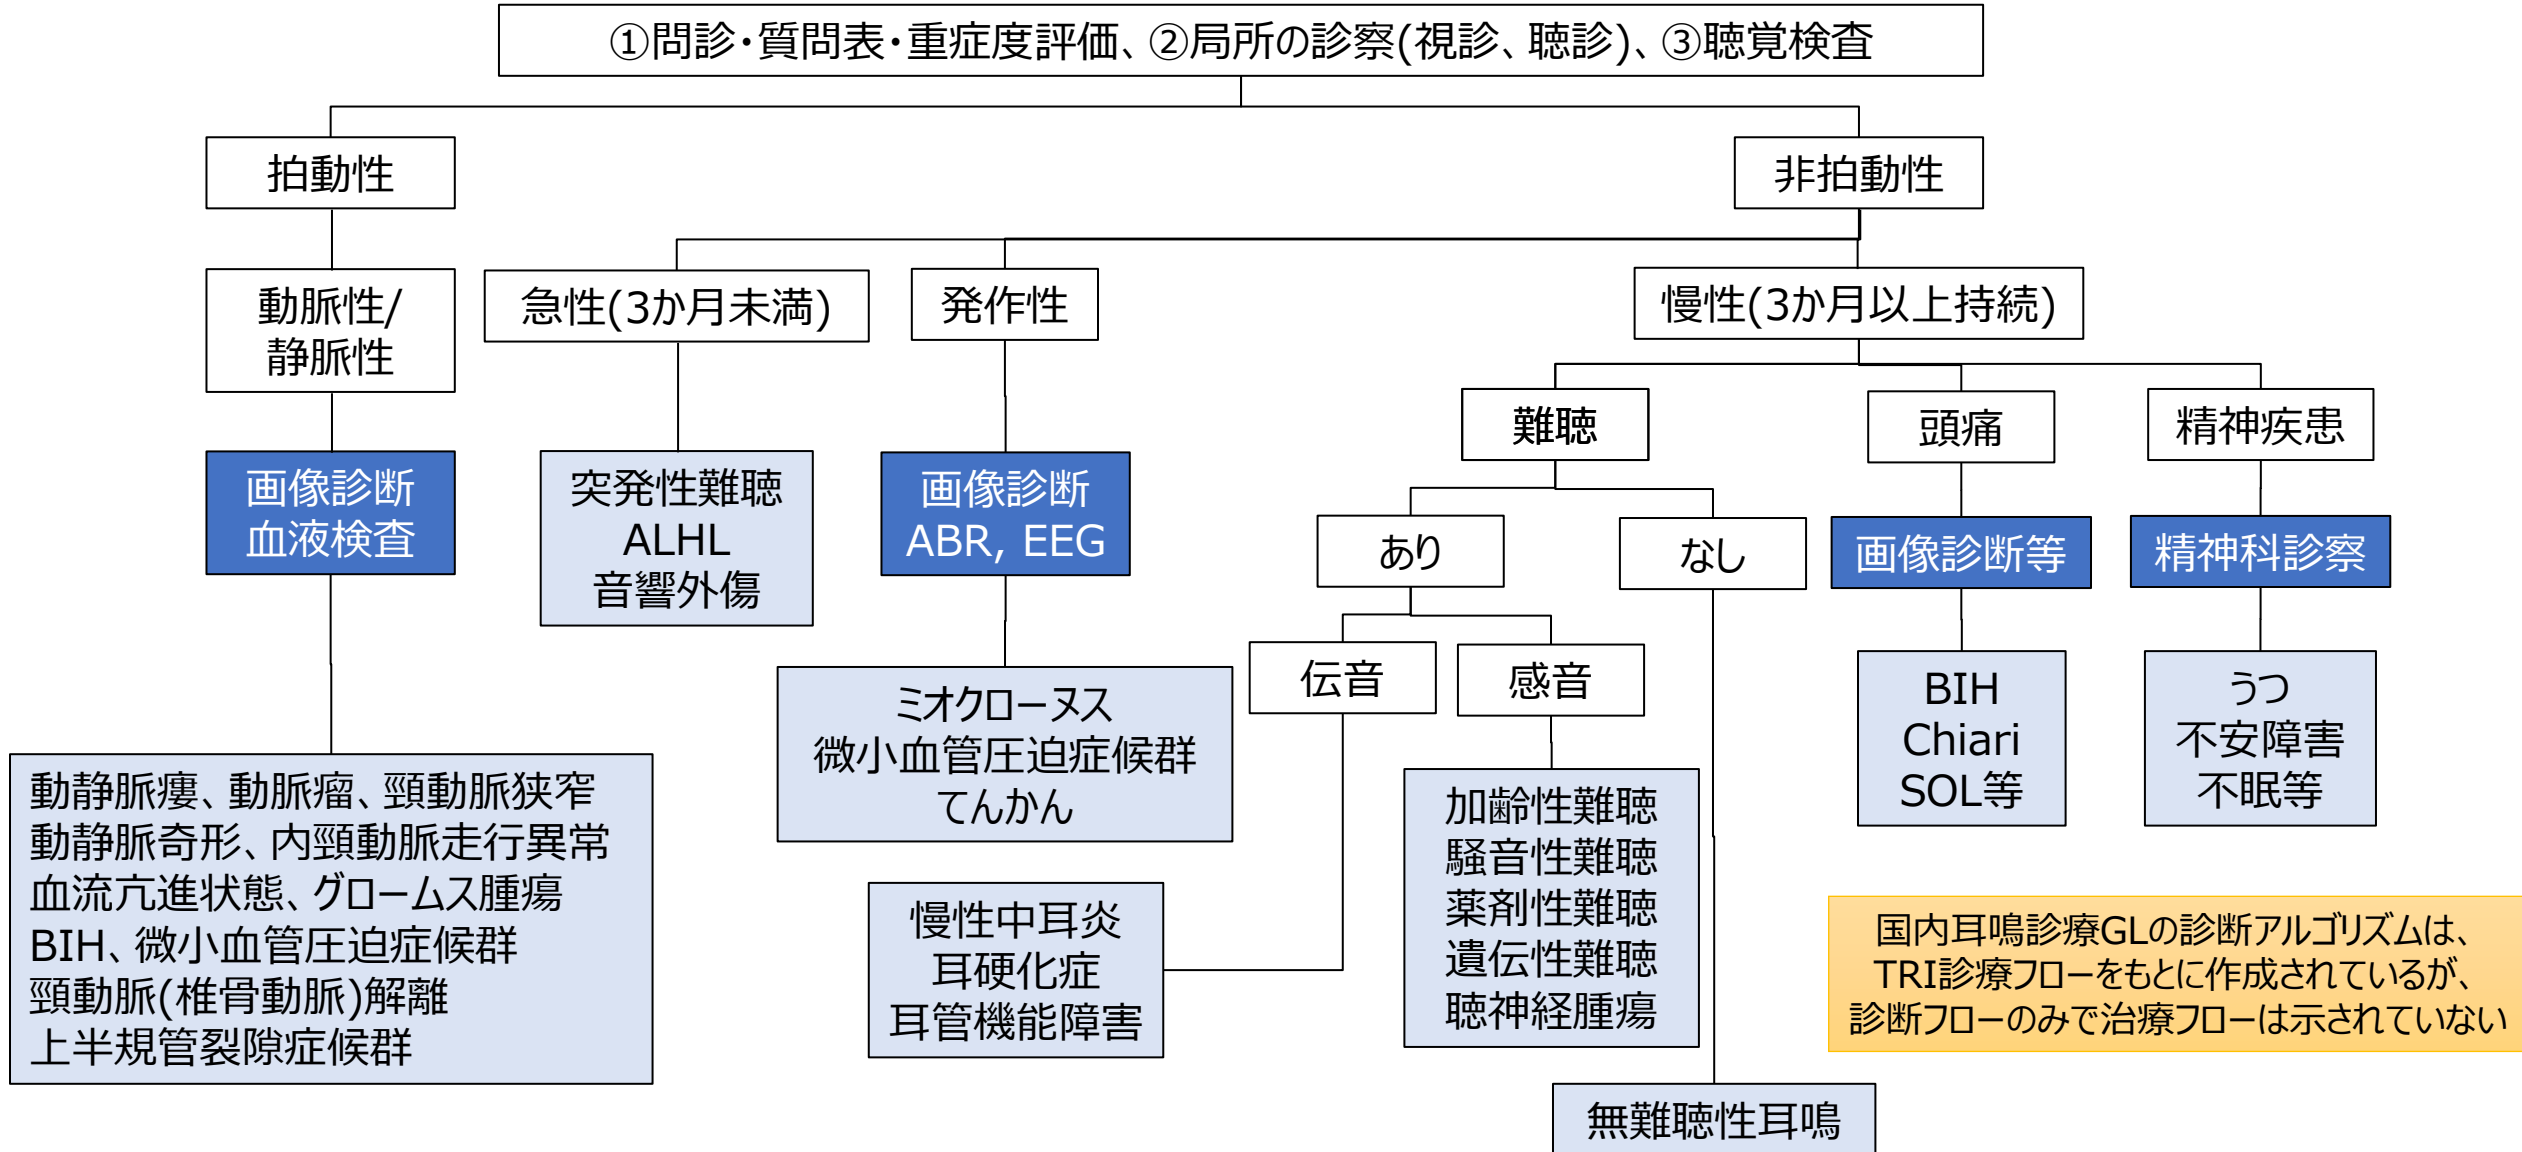 ①問診・質問表・重症度評価、②局所の診察(視診、聴診)、③聴覚検査
拍動性
非拍動性
動脈性/
静脈性
急性(3か月未満)
発作性
慢性(3か月以上持続)
難聴
頭痛
精神疾患
画像診断
血液検査
突発性難聴
ALHL
音響外傷
画像診断
ABR, EEG
あり
なし
画像診断等
精神科診察
伝音
感音
BIH
Chiari
SOL等
うつ
不安障害
不眠等
ミオクローヌス
微小血管圧迫症候群
てんかん
動静脈瘻、動脈瘤、頸動脈狭窄
動静脈奇形、内頸動脈走行異常
血流亢進状態、グロームス腫瘍
BIH、微小血管圧迫症候群
頸動脈(椎骨動脈)解離
上半規管裂隙症候群
慢性中耳炎
耳硬化症
耳管機能障害
加齢性難聴
騒音性難聴
薬剤性難聴
遺伝性難聴
聴神経腫瘍
国内耳鳴診療GLの診断アルゴリズムは、
TRI診療フローをもとに作成されているが、
診断フローのみで治療フローは示されていない
無難聴性耳鳴